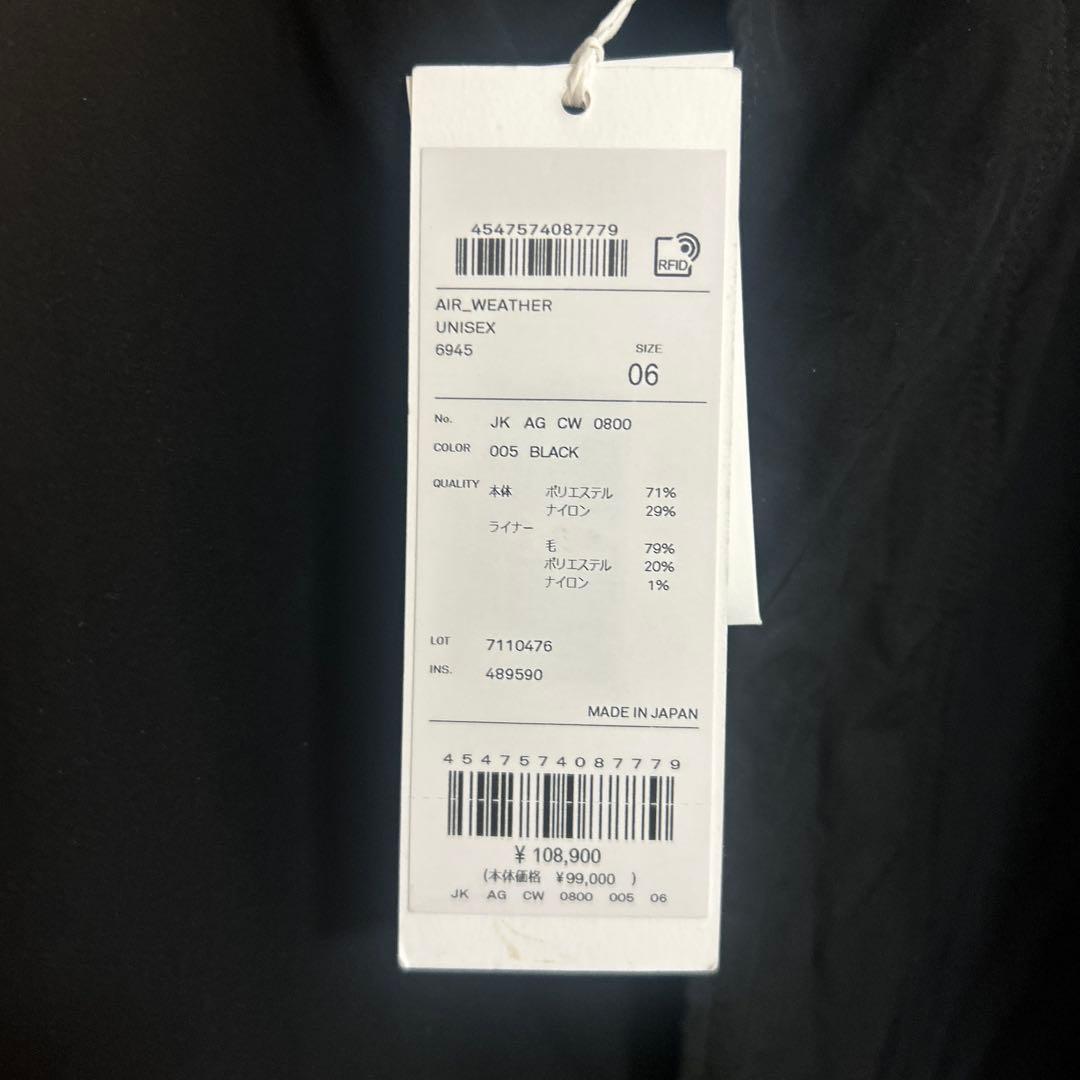 4547574087779
RFID
AIR_WEATHER
UNISEX
6945
SIZE
06
No. JK AG CW 0800
COLOR 005 BLACK
QUALITY 本体 ポリエステル 71%
ナイロン 29%
ライナー
毛 79%
ポリエステル 20%
ナイロン 1%
LOT 7110476
INS. 489590
MADE IN JAPAN
4547574087779
¥ 108,900
(本体価格 ¥99,000 )
JK AG CW 0800 005 06